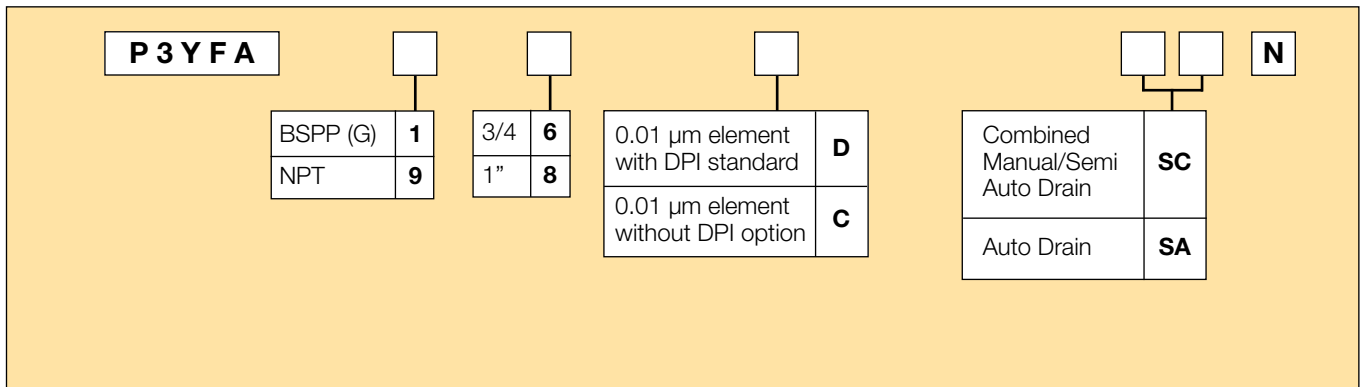 P3YFA N
BSPP (G) 1
NPT 9
3/4 6
1” 8
0.01 µm element
with DPI standard D
0.01 µm element
without DPI option C
Combined
Manual/Semi SC
Auto Drain
Auto Drain SA